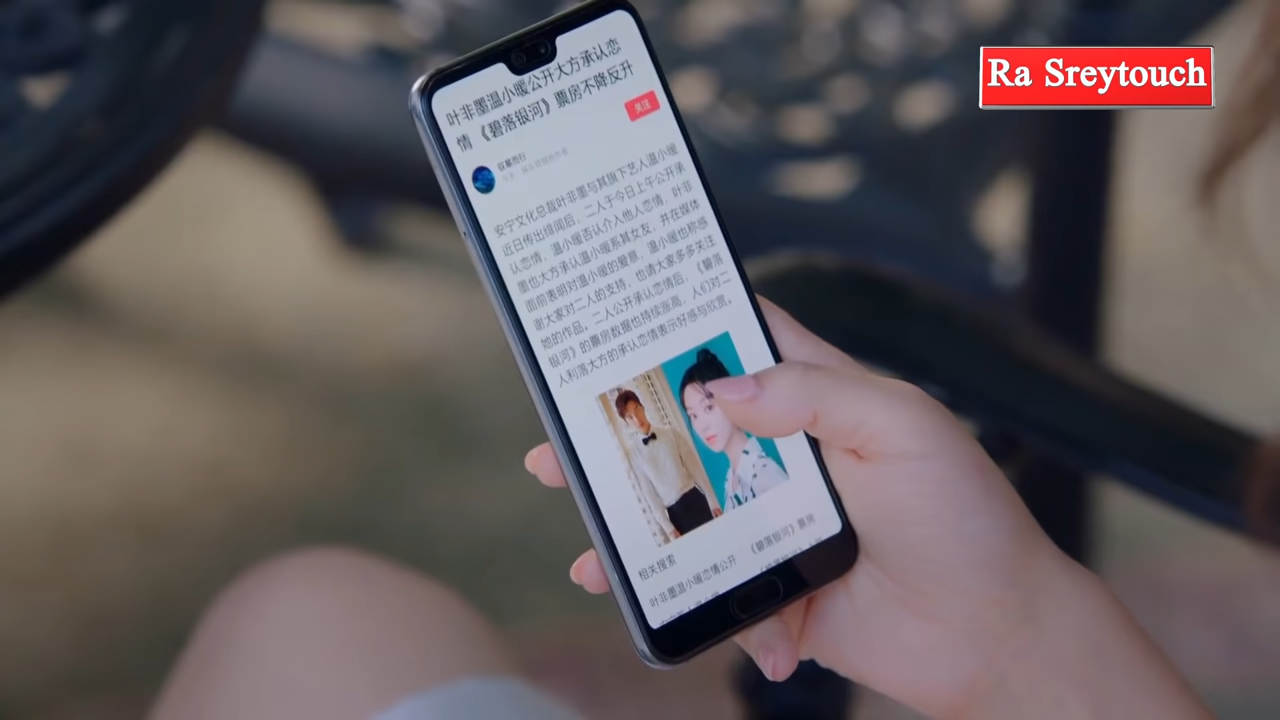 Ra Sreytouch
叶非墨温小暖公开大方承认恋
情 《碧落银河》票房不降反升
关注
安宁文化总裁叶非墨与其旗下艺人温小暖
近日传出绯闻后，二人于今日上午公开承
认恋情，温小暖否认介入他人恋情，叶非
墨也大方承认温小暖系其女友，并在媒体
面前表明对温小暖的爱意，温小暖也称感
谢大家对二人的支持，也请大家多多关注
她的作品。二人公开承认恋情后，《碧落
银河》的票房数据也持续涨高，人们对二
人利落大方的承认恋情表示好感与欣赏。
相关搜索
叶非墨温小暖恋情公开 《碧落银河》票房